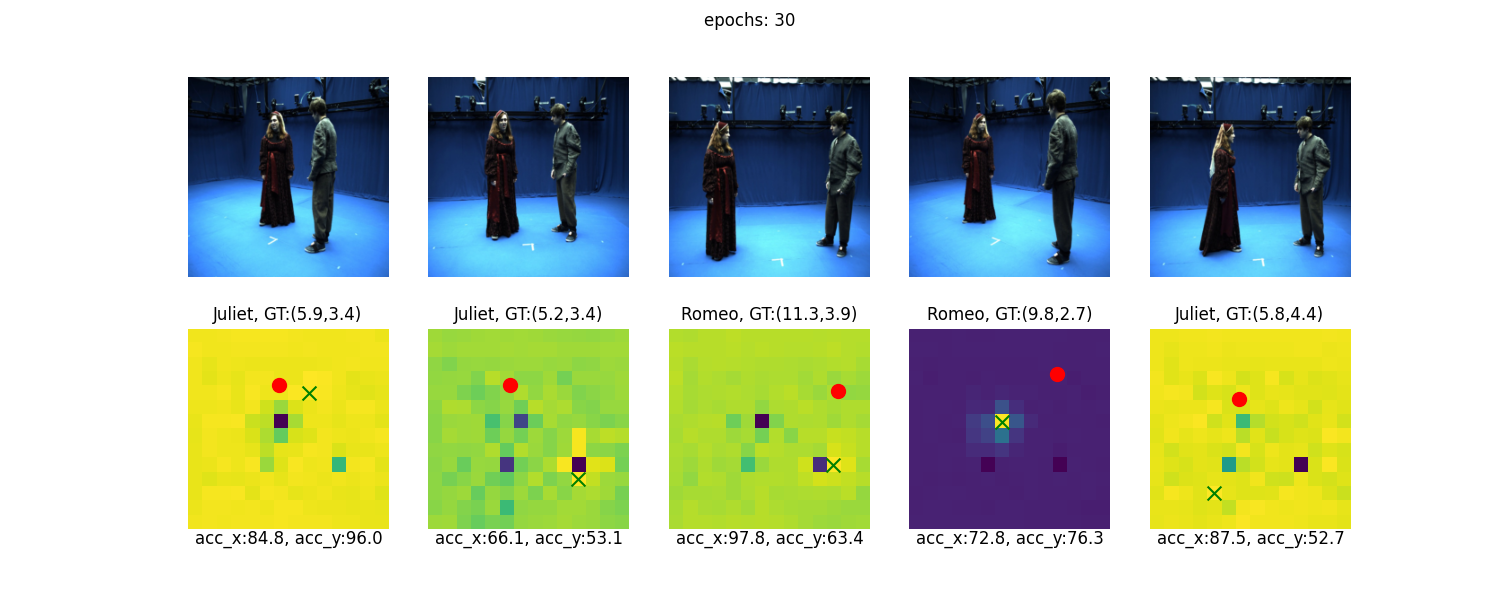 epochs: 30
Juliet, GT:(5.9,3.4)
Juliet, GT:(5.2,3.4)
Romeo, GT:(11.3,3.9)
Romeo, GT:(9.8,2.7)
Juliet, GT:(5.8,4.4)
acc_x:84.8, acc_y:96.0
acc_x:66.1, acc_y:53.1
acc_x:97.8, acc_y:63.4
acc_x:72.8, acc_y:76.3
acc_x:87.5, acc_y:52.7